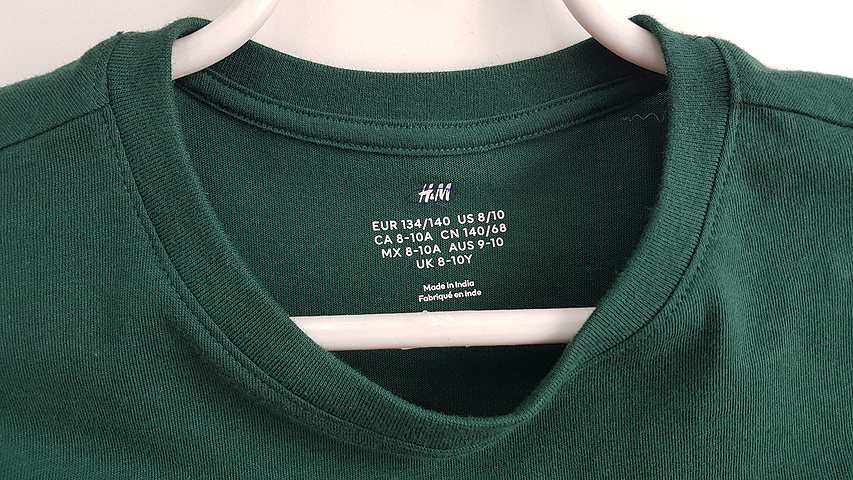 H&M
EUR 134/140 US 8/10
CA 8-10A CN 140/68
MX 8-10A AUS 9-10
UK 8-10Y
Made in India
Fabriqué en Inde